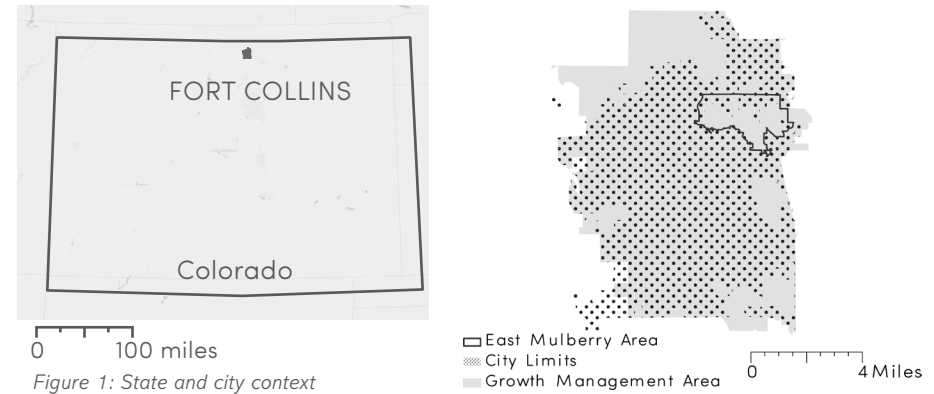 FORT COLLINS
Colorado
0 100 miles
Figure 1: State and city context
East Mulberry Area
City Limits
Growth Management Area
0 4 Miles